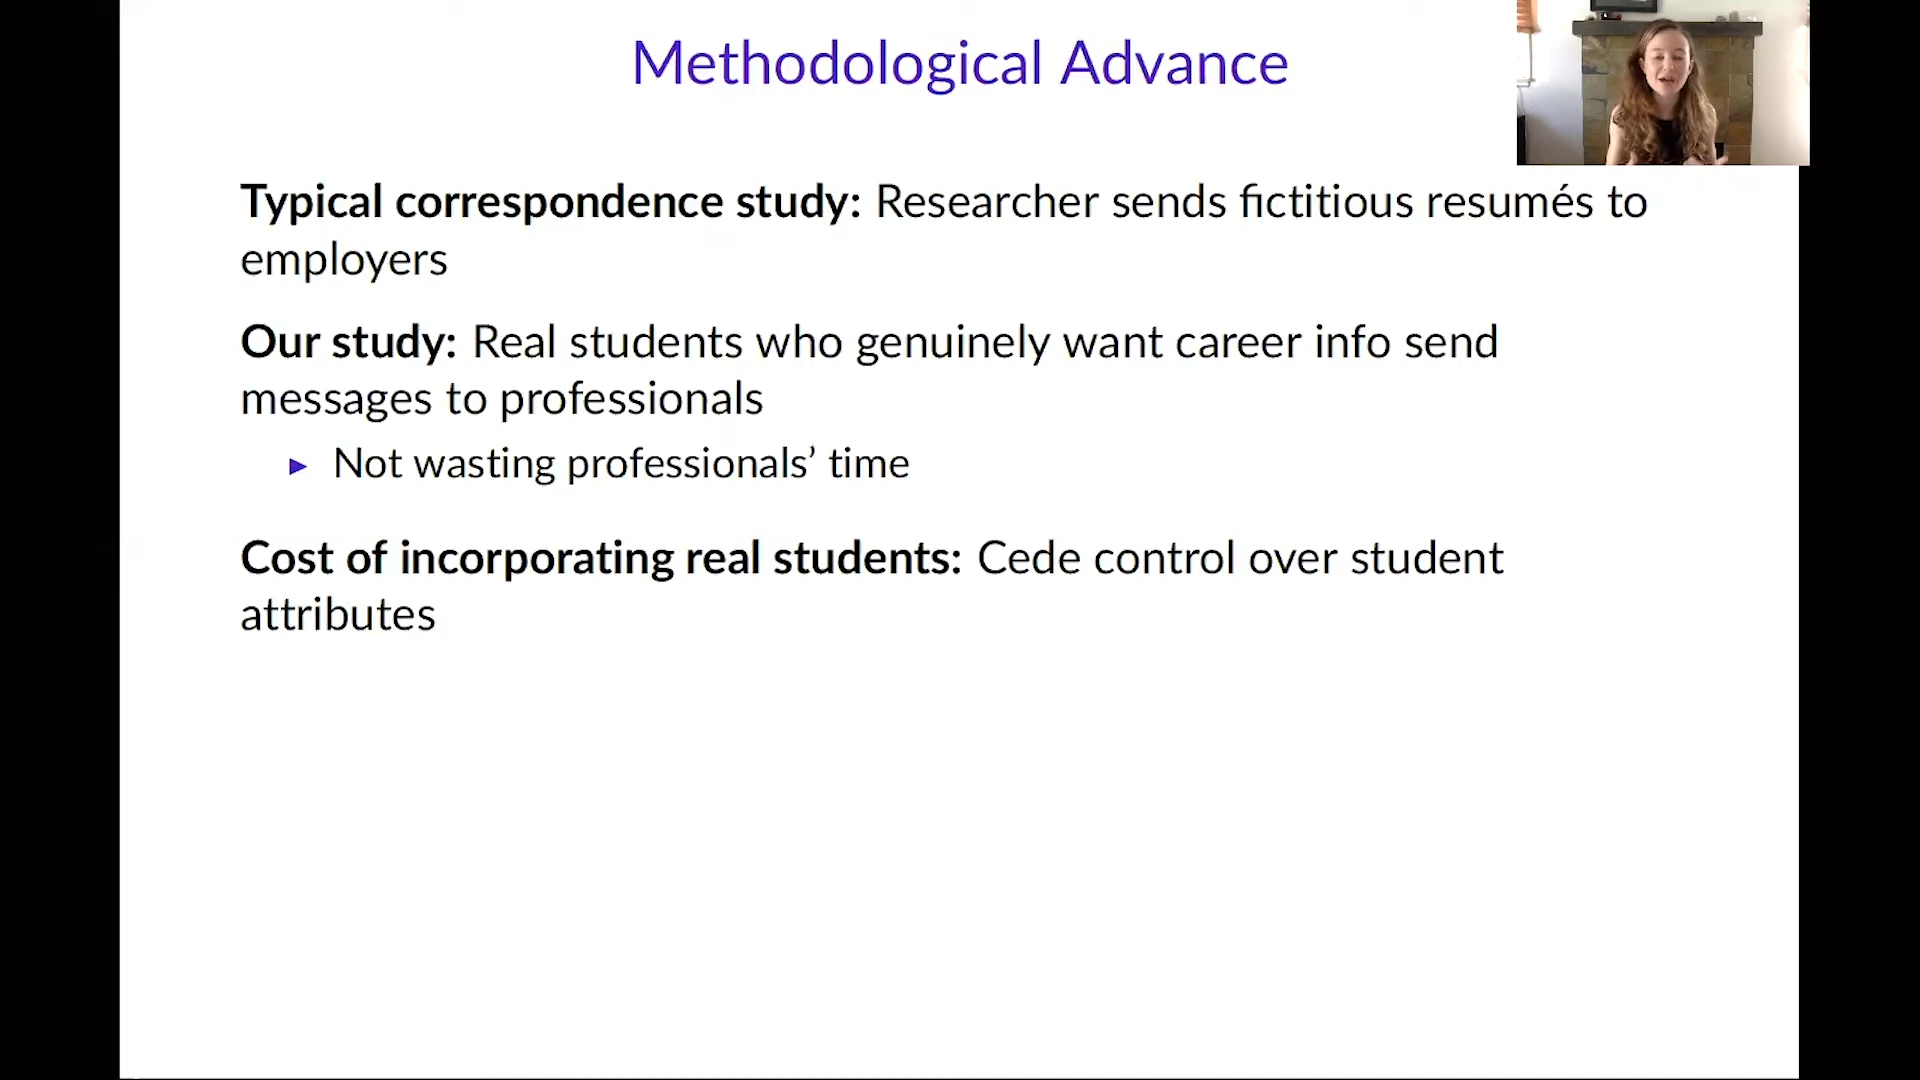 Methodological Advance
Typical correspondence study: Researcher sends fictitious resumés to
employers
Our study: Real students who genuinely want career info send
messages to professionals
► Not wasting professionals’ time
Cost of incorporating real students: Cede control over student
attributes